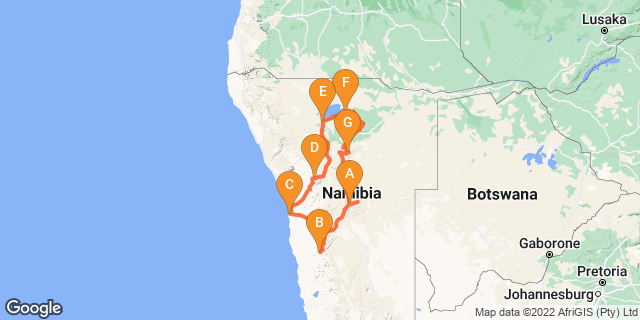 Lusaka
E
F
G
D
A
Namibia
Botswana
C
B
Gaborone
Pretoria
Johannesburg
Google
Map data ©2022 AfriGIS (Pty) Ltd